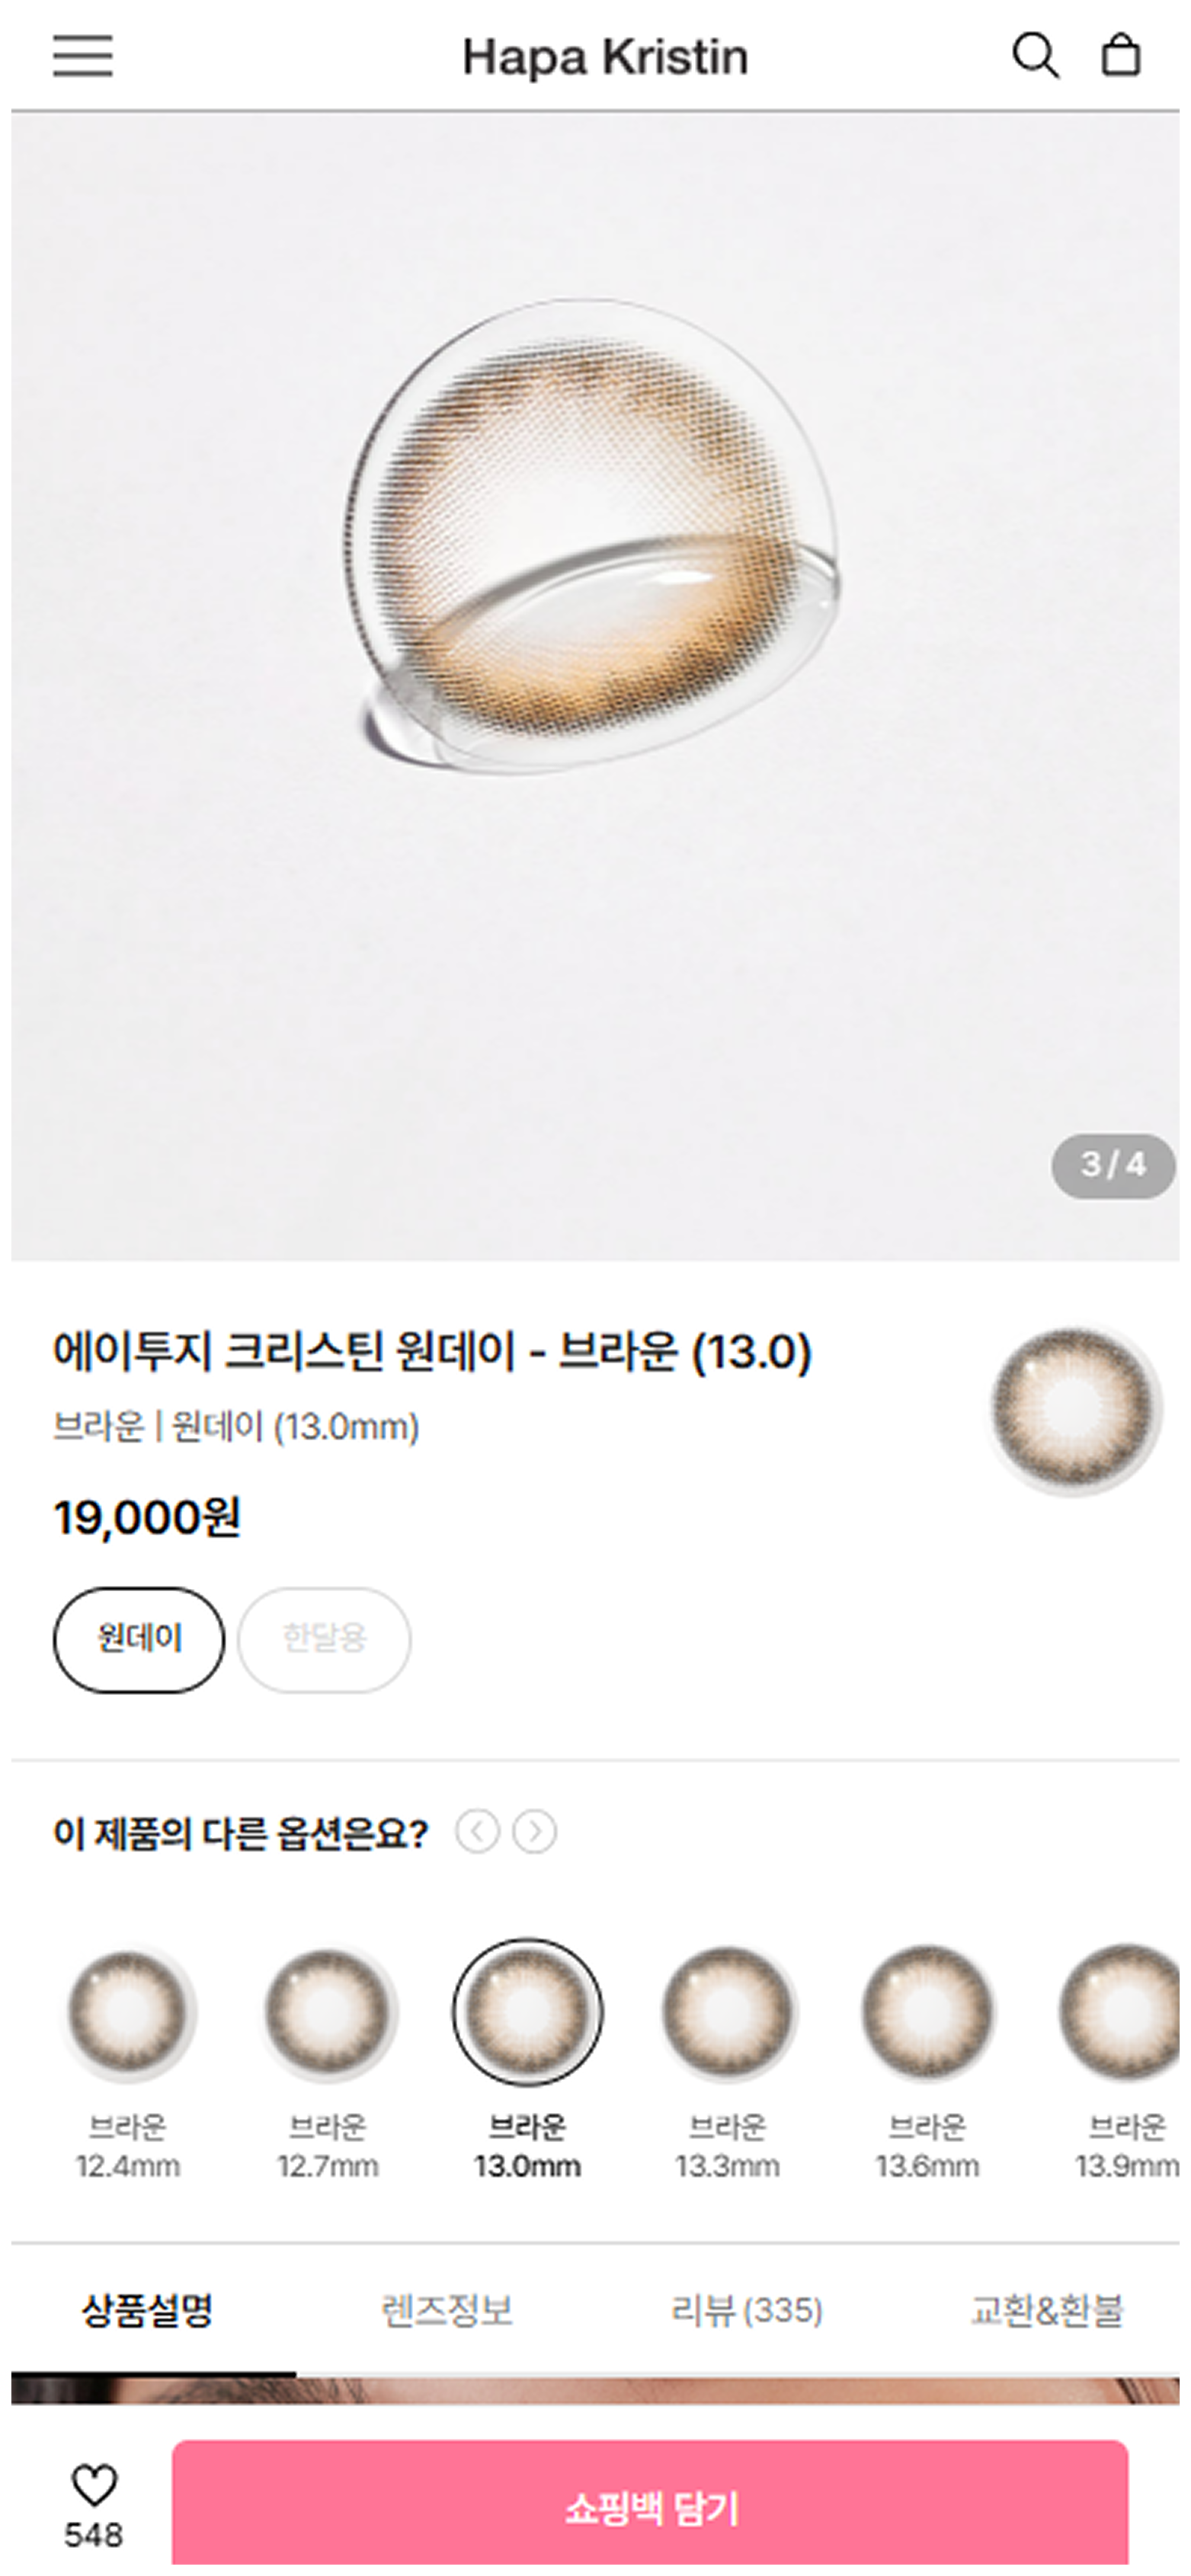 Hapa Kristin
3 / 4
에이투지 크리스틴 원데이 - 브라운 (13.0)
브라운 | 원데이 (13.0mm)
19,000원
원데이 한달용
이 제품의 다른 옵션은요?
브라운 브라운 브라운 브라운 브라운 브라운
12.4mm 12.7mm 13.0mm 13.3mm 13.6mm 13.9mm
상품설명 렌즈정보 리뷰 (335) 교환&환불
쇼핑백 담기
548